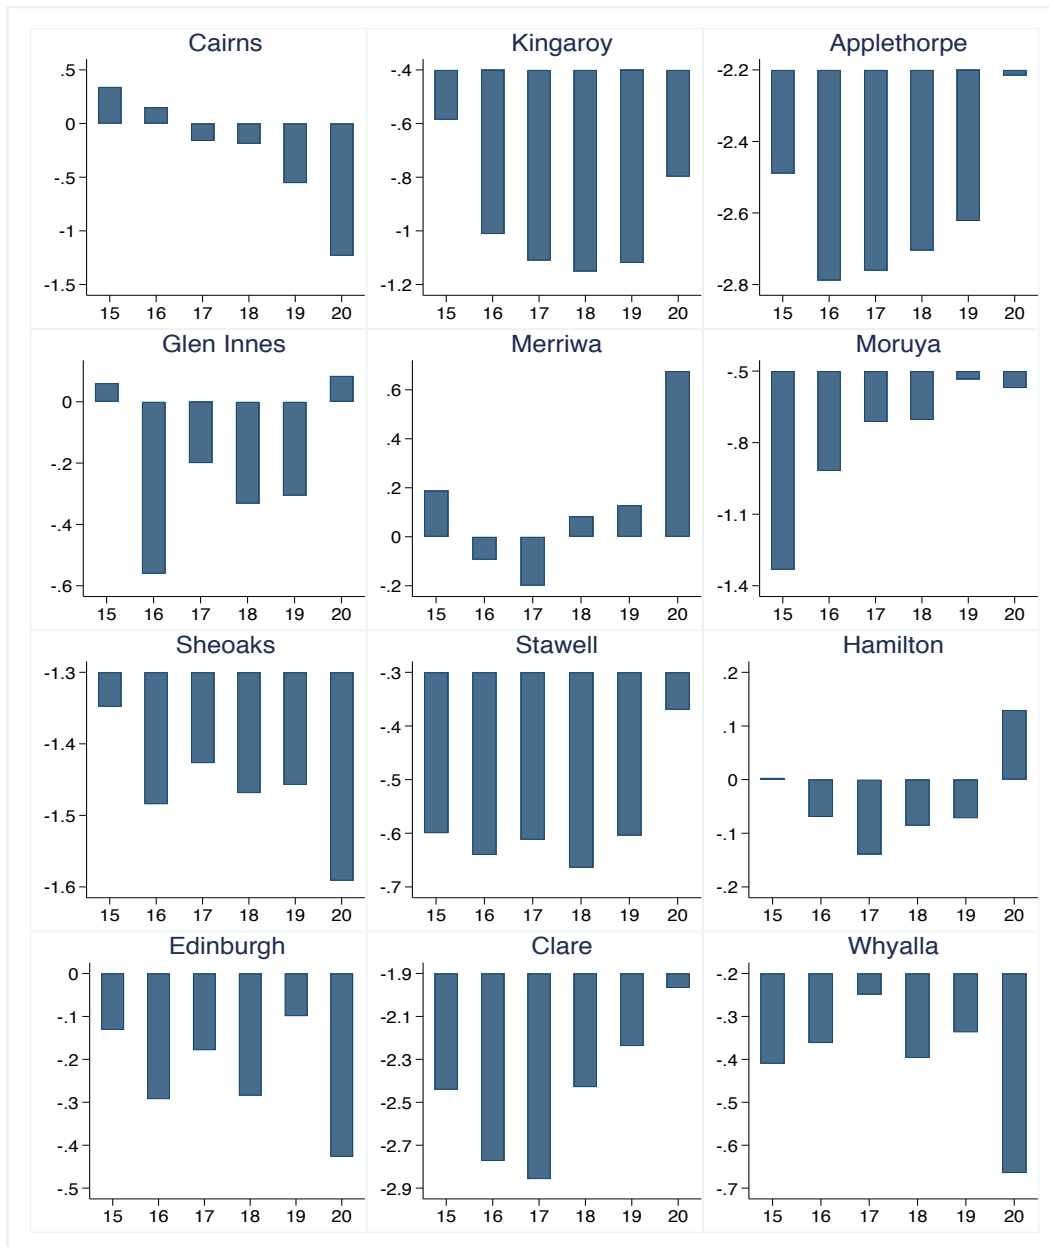 Cairns
.5
0
-.5
-1
-1.5
15 16 17 18 19 20
Kingaroy
-.4
-.6
-.8
-1
-1.2
15 16 17 18 19 20
Applethorpe
-2.2
-2.4
-2.6
-2.8
15 16 17 18 19 20
Glen Innes
0
-.2
-.4
-.6
15 16 17 18 19 20
Merriwa
.6
.4
.2
0
-.2
15 16 17 18 19 20
Moruya
-.5
-.8
-1.1
-1.4
15 16 17 18 19 20
Sheoaks
-1.3
-1.4
-1.5
-1.6
15 16 17 18 19 20
Stawell
-.3
-.4
-.5
-.6
-.7
15 16 17 18 19 20
Hamilton
.2
.1
0
-.1
-.2
15 16 17 18 19 20
Edinburgh
0
-.1
-.2
-.3
-.4
-.5
15 16 17 18 19 20
Clare
-1.9
-2.1
-2.3
-2.5
-2.7
-2.9
15 16 17 18 19 20
Whyalla
-.2
-.3
-.4
-.5
-.6
-.7
15 16 17 18 19 20